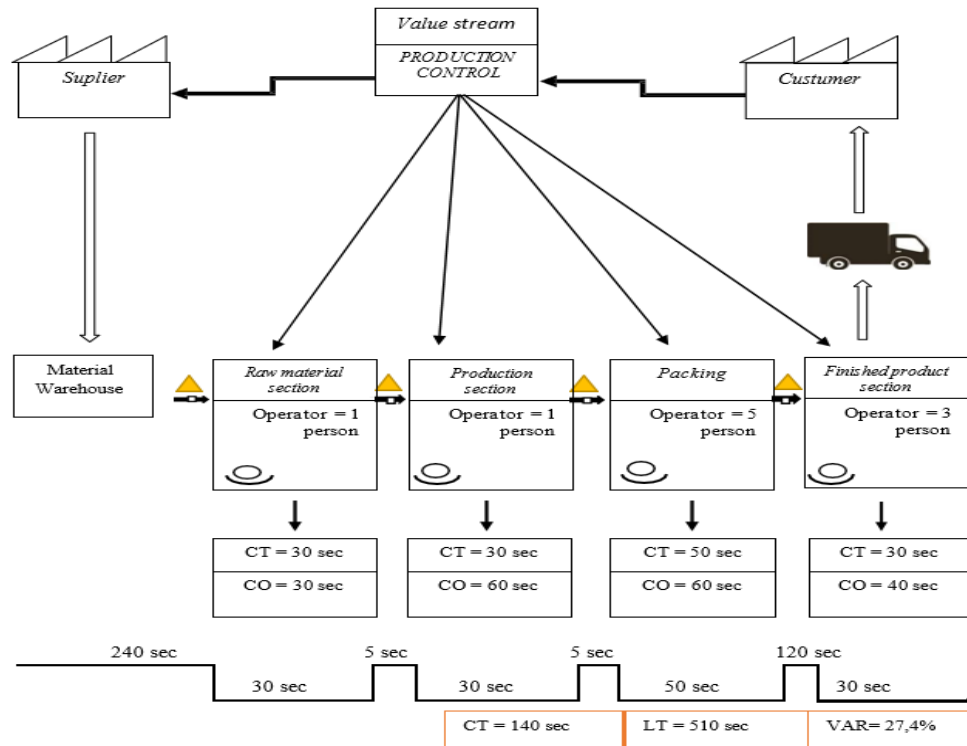 Value stream
PRODUCTION
CONTROL
Suplier
Custumer
Material
Warehouse
Raw material
section
Operator = 1
person
Production
section
Operator = 1
person
Packing
Operator = 5
person
Finished product
section
Operator = 3
person
CT = 30 sec
CO = 30 sec
CT = 30 sec
CO = 60 sec
CT = 50 sec
CO = 60 sec
CT = 30 sec
CO = 40 sec
240 sec
5 sec
5 sec
120 sec
30 sec
30 sec
50 sec
30 sec
CT = 140 sec
LT = 510 sec
VAR= 27,4%